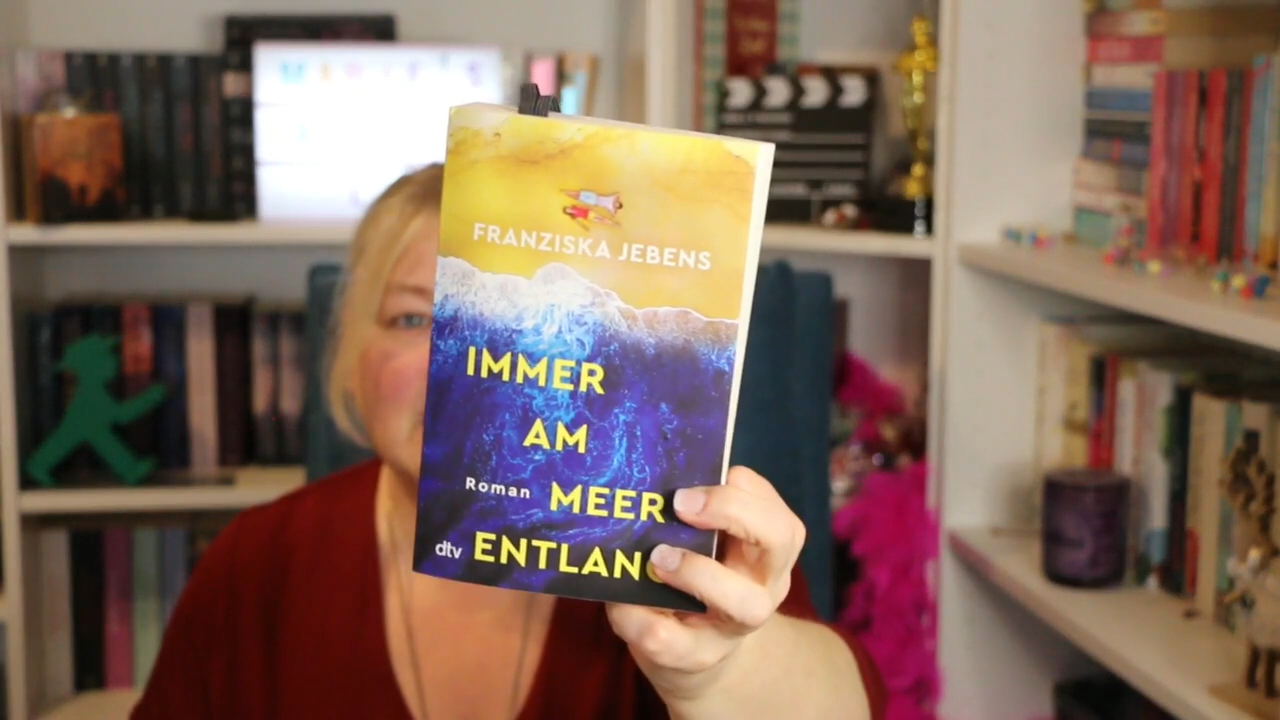 FRANZISKA JEBENS
IMMER
AM
Roman MEER
dtv ENTLANG